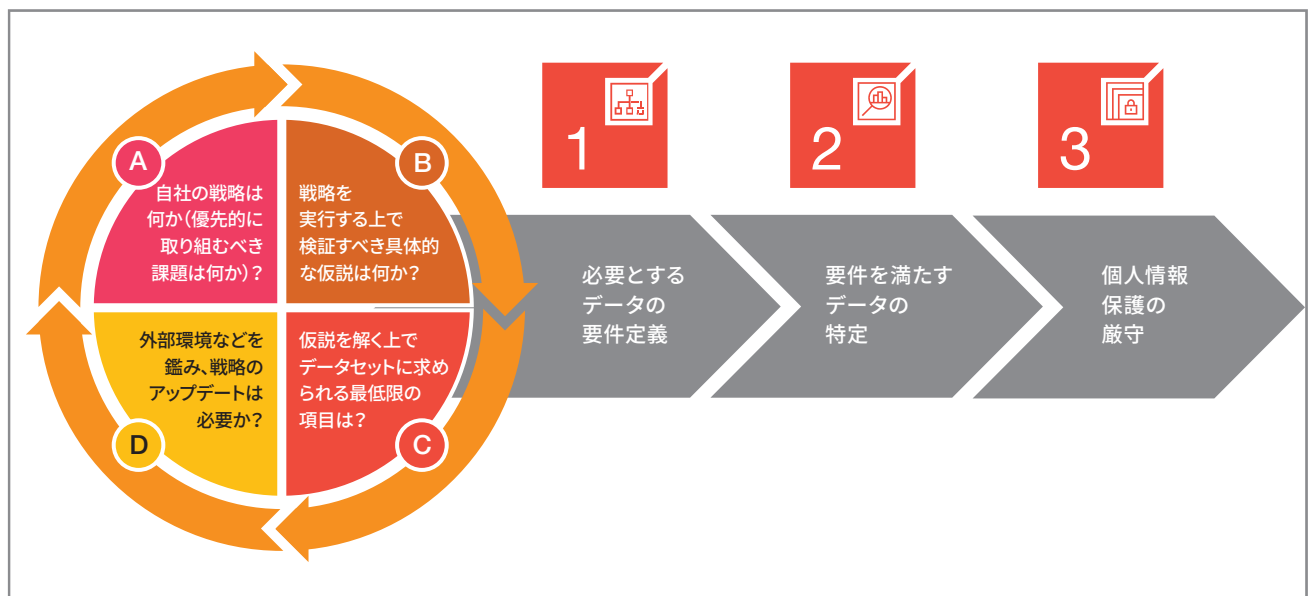 A
自社の戦略は
何か（優先的に
取り組むべき
課題は何か）？
B
戦略を
実行する上で
検証すべき具体的
な仮説は何か？
C
仮説を解く上で
データセットに求め
られる最低限の
項目は？
D
外部環境などを
鑑み、戦略の
アップデートは
必要か？
1
必要とする
データの
要件定義
2
要件を満たす
データの
特定
3
個人情報
保護の
厳守